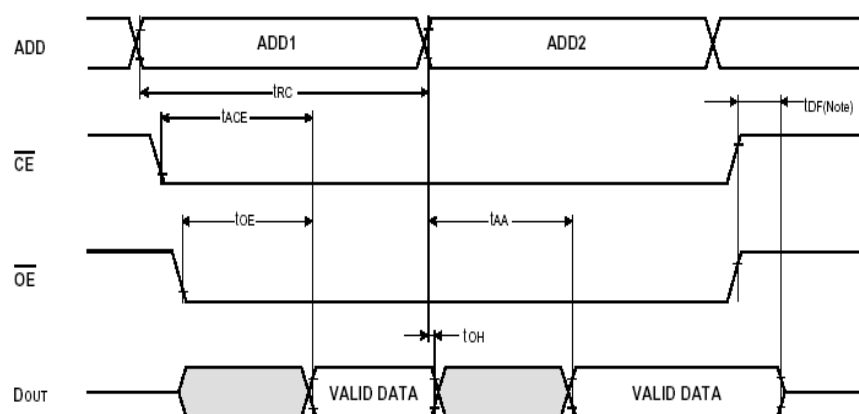 ADD ADD1 ADD2
tRC
tDF(Note)
tACE
CE
tOE tAA
OE
tOH
DOUT VALID DATA VALID DATA